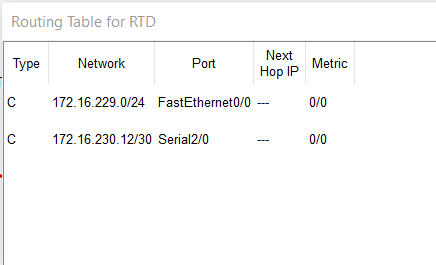 Routing Table for RTD
Type Network Port Next Hop IP Metric
C 172.16.229.0/24 FastEthernet0/0 --- 0/0
C 172.16.230.12/30 Serial2/0 --- 0/0